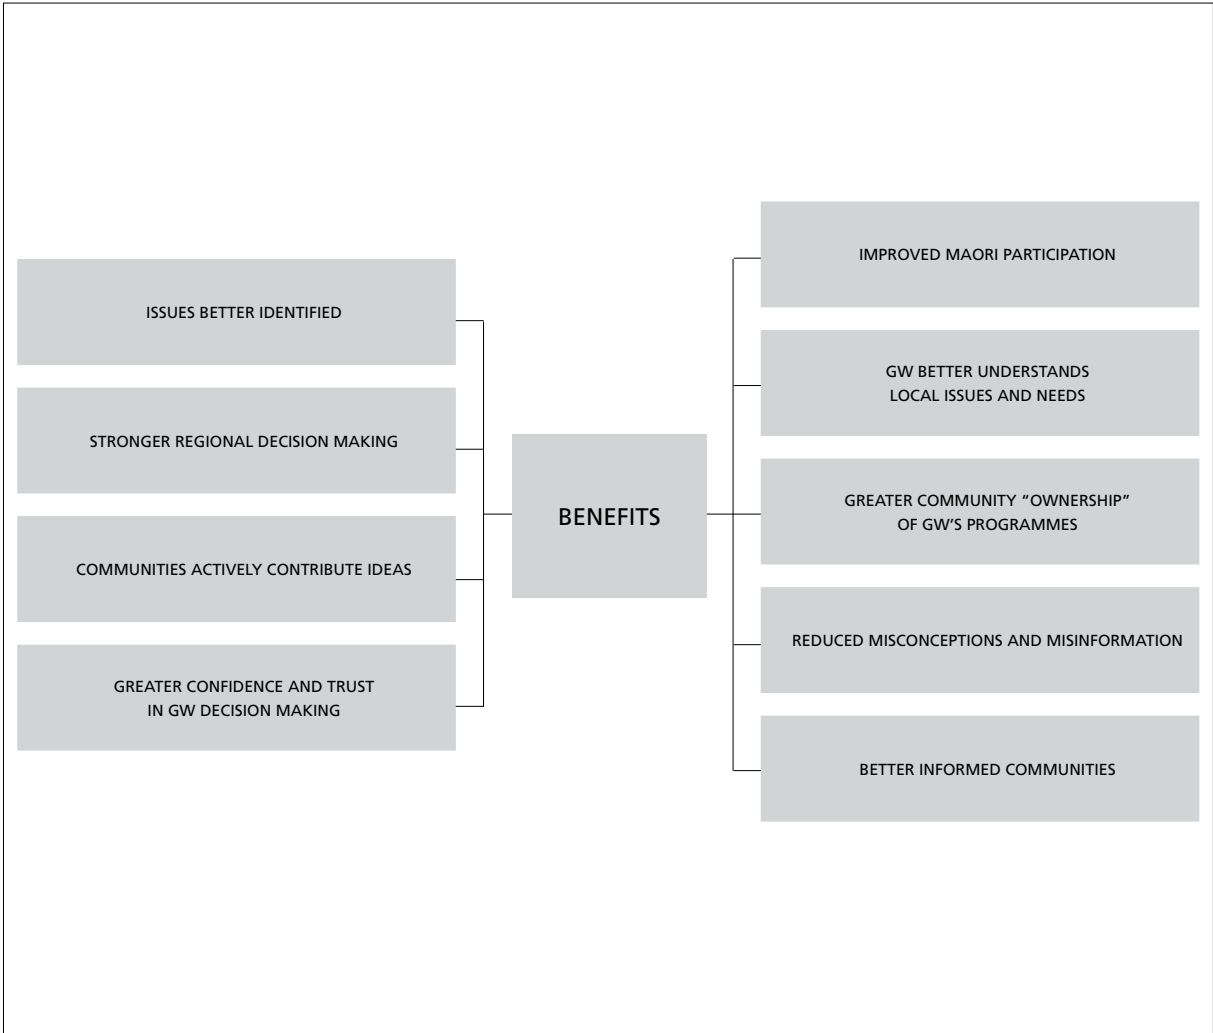 ISSUES BETTER IDENTIFIED
STRONGER REGIONAL DECISION MAKING
COMMUNITIES ACTIVELY CONTRIBUTE IDEAS
GREATER CONFIDENCE AND TRUST
IN GW DECISION MAKING
BENEFITS
IMPROVED MAORI PARTICIPATION
GW BETTER UNDERSTANDS
LOCAL ISSUES AND NEEDS
GREATER COMMUNITY “OWNERSHIP”
OF GW’S PROGRAMMES
REDUCED MISCONCEPTIONS AND MISINFORMATION
BETTER INFORMED COMMUNITIES